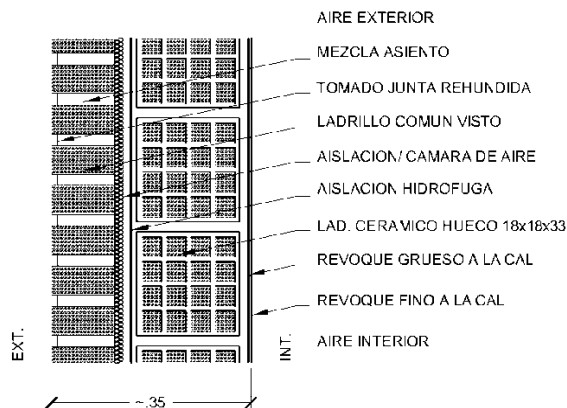 AIRE EXTERIOR
MEZCLA ASIENTO
TOMADO JUNTA REHUNDIDA
LADRILLO COMUN VISTO
AISLACION/ CAMARA DE AIRE
AISLACION HIDROFUGA
LAD. CERAMICO HUECO 18x18x33
REVOQUE GRUESO A LA CAL
REVOQUE FINO A LA CAL
AIRE INTERIOR
EXT.
INT.
~.35